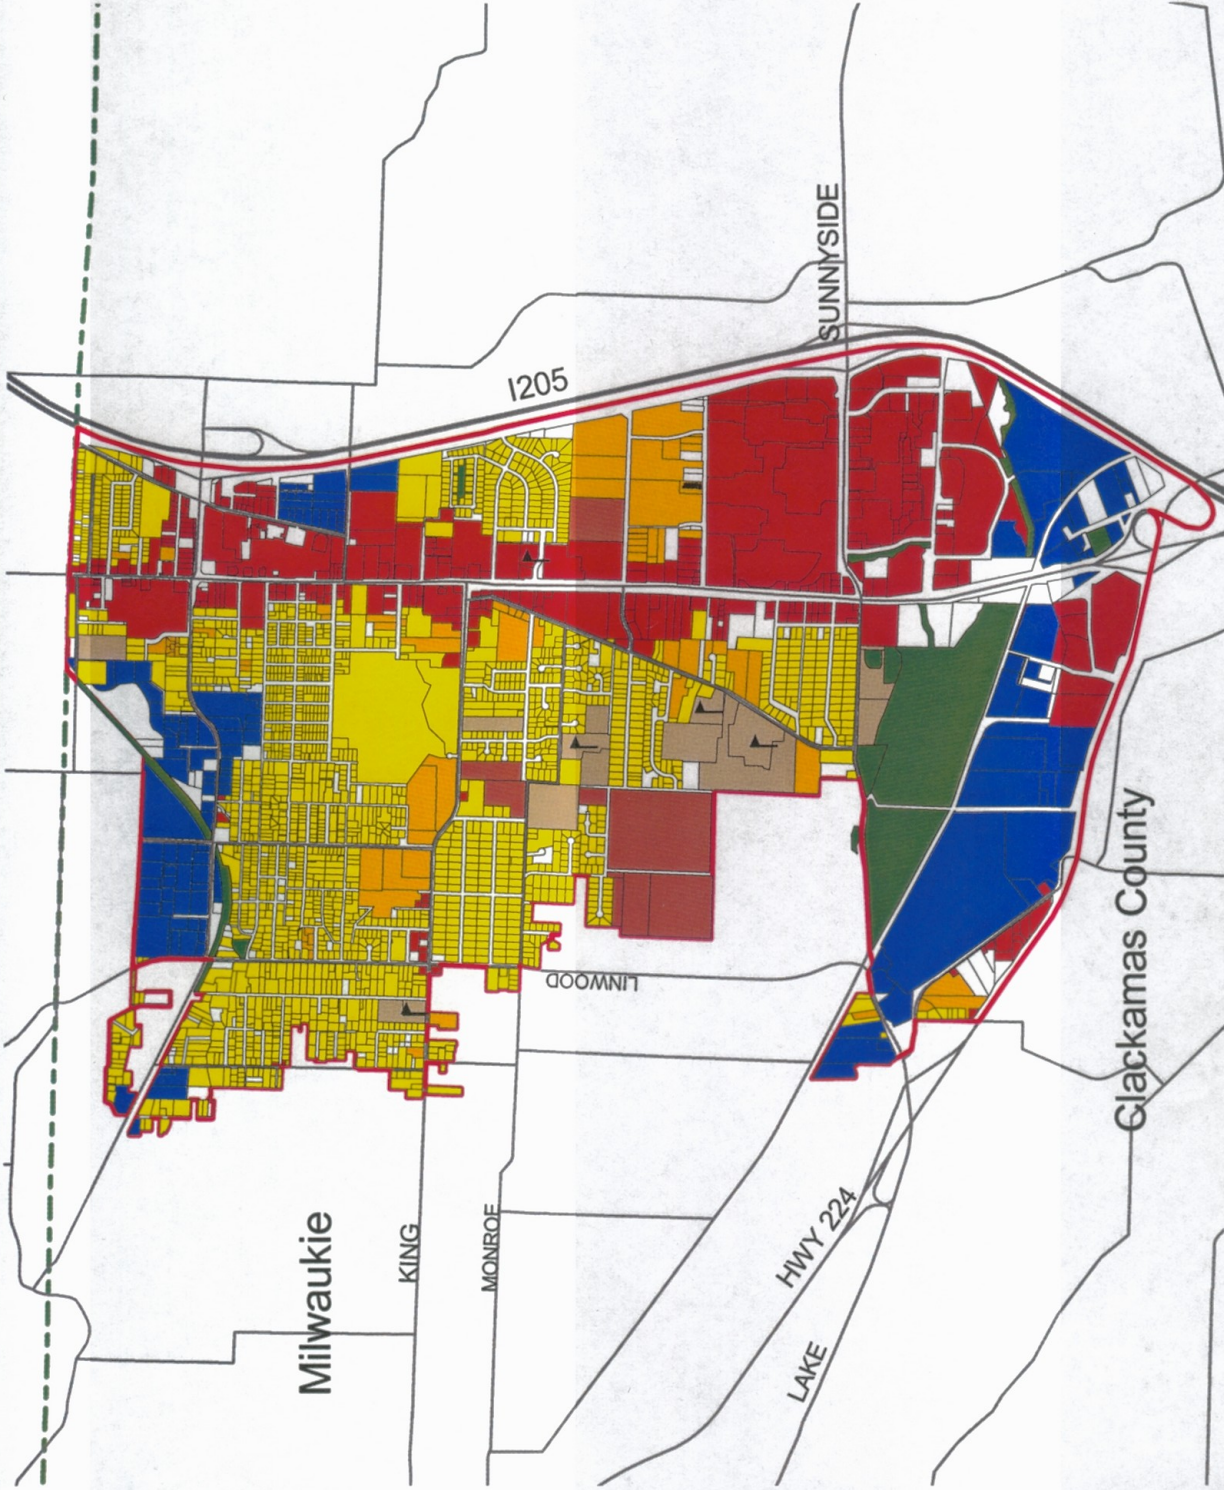 SUNNYSIDE
I205
LINWOOD
Clackamas County
HWY 224
Milwaukie
KING
MONROE
LAKE